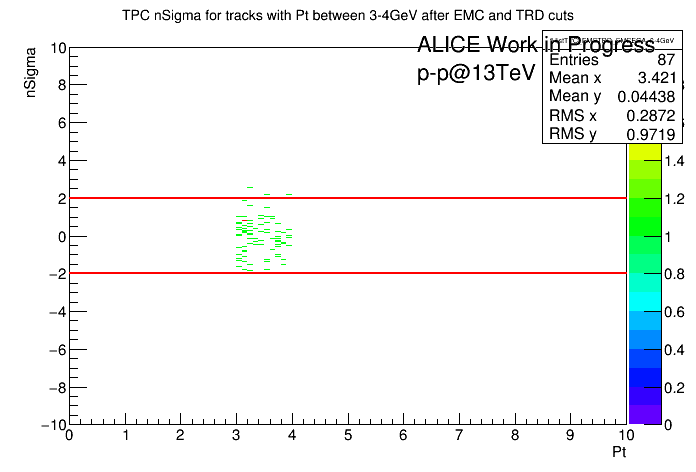 TPC nSigma for tracks with Pt between 3-4GeV after EMC and TRD cuts
nSigma
ALICE Work in Progress
p-p@13TeV
Entries 87
Mean x 3.421
Mean y 0.04438
RMS x 0.2872
RMS y 0.9719
10
8
6
4
2
0
−2
−4
−6
−8
−10
0 1 2 3 4 5 6 7 8 9 10
Pt
1.4
1.2
1
0.8
0.6
0.4
0.2
0